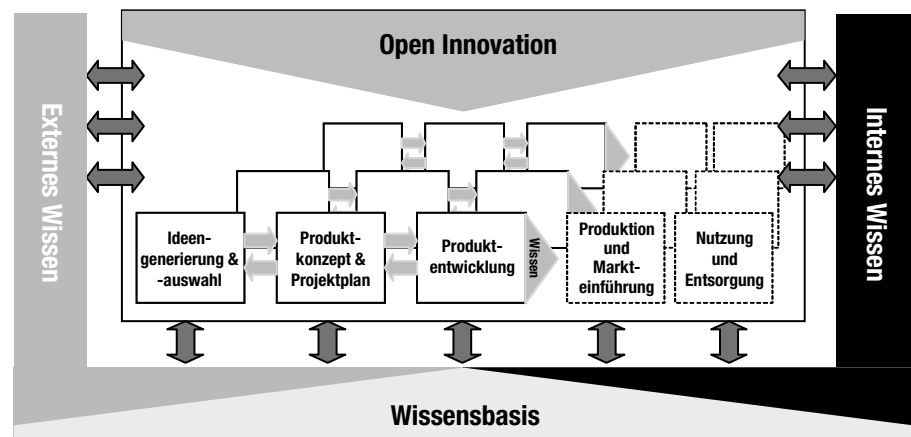 Open Innovation
Externes Wissen
Internes Wissen
Ideen-
generierung &
-auswahl
Produkt-
konzept &
Projektplan
Produkt-
entwicklung
Wissen
Produktion
und
Markt-
einführung
Nutzung
und
Entsorgung
Wissensbasis